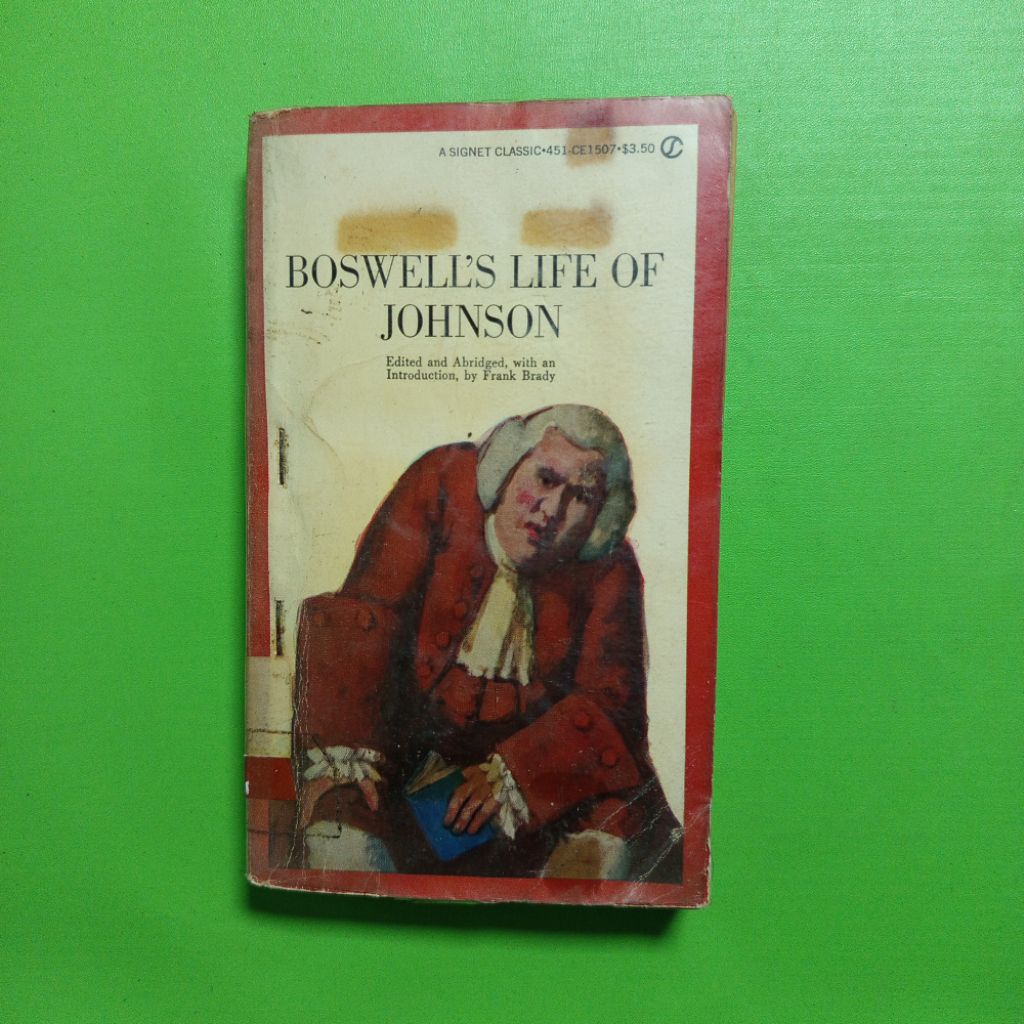 A SIGNET CLASSIC•451-CE1507•$3.50
BOSWELL'S LIFE OF
JOHNSON
Edited and Abridged, with an
Introduction, by Frank Brady